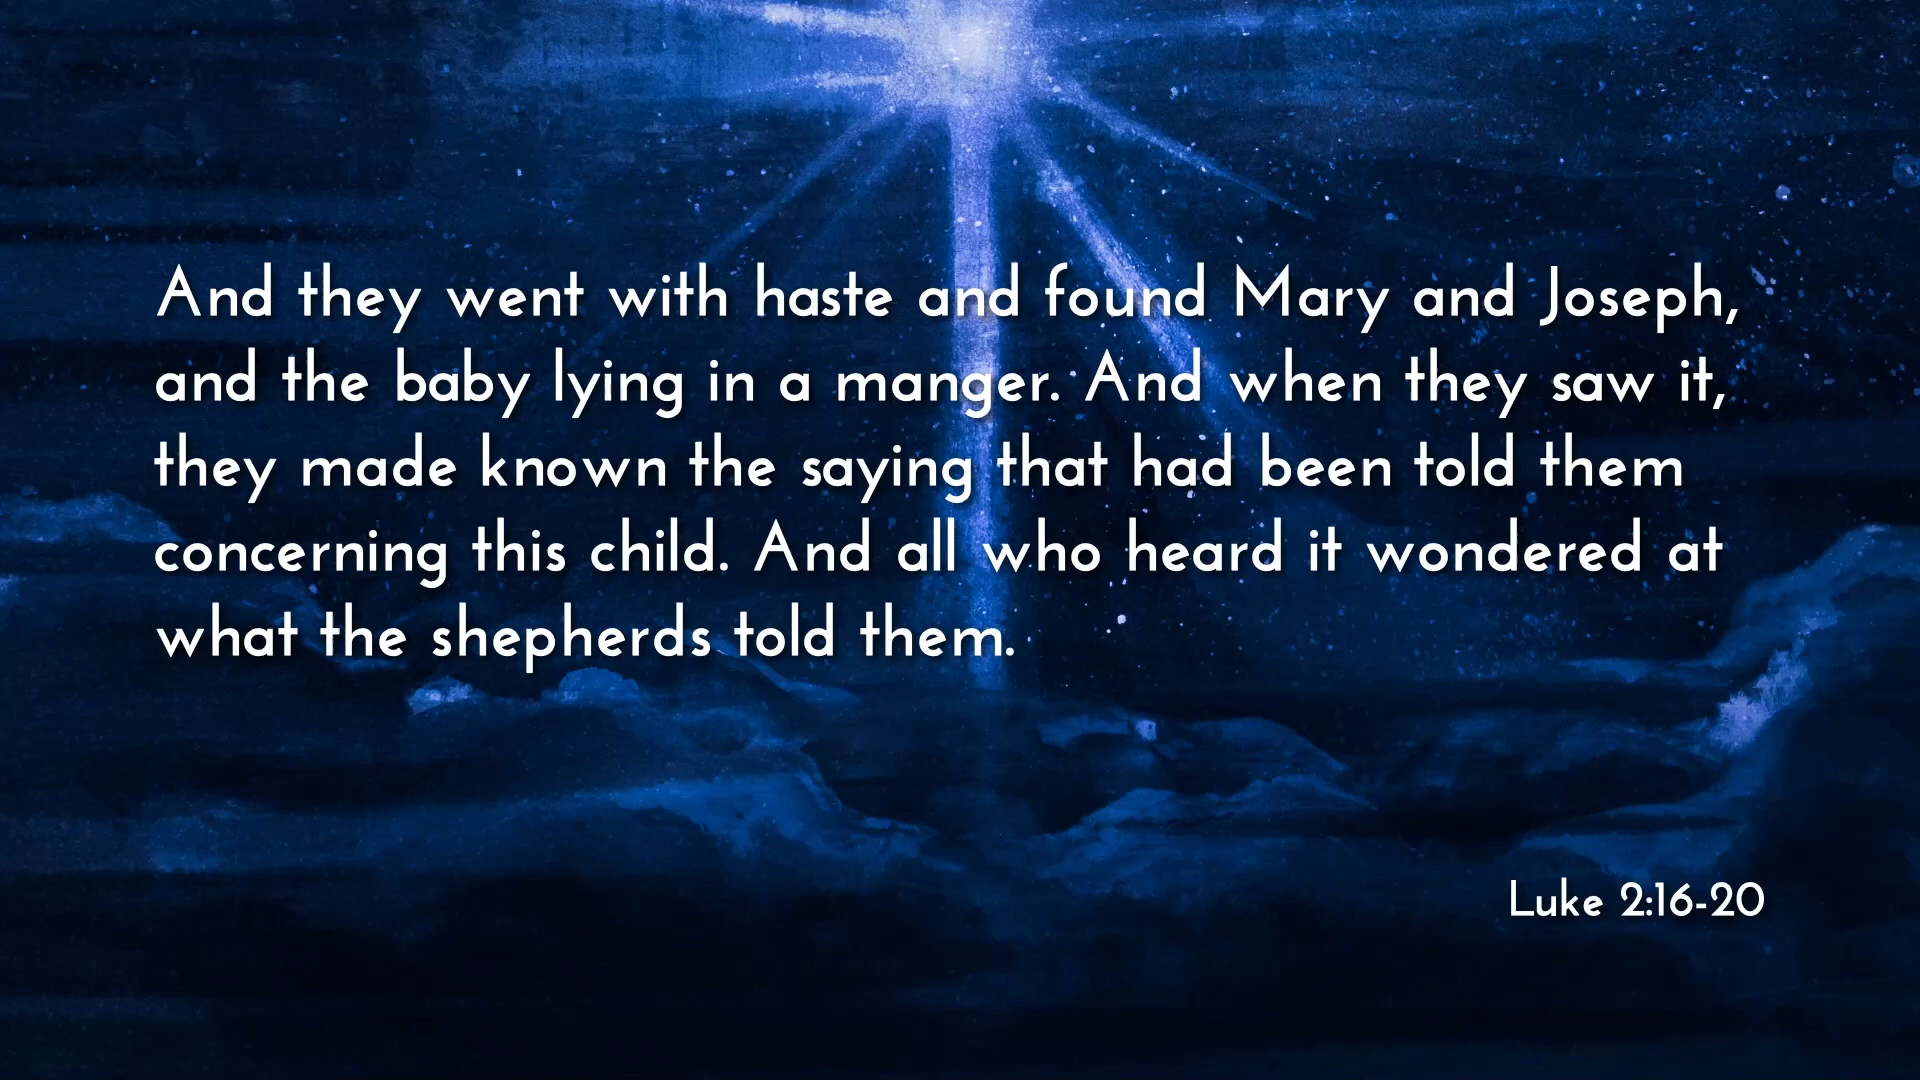 And they went with haste and found Mary and Joseph,
and the baby lying in a manger. And when they saw it,
they made known the saying that had been told them
concerning this child. And all who heard it wondered at
what the shepherds told them.
Luke 2:16-20